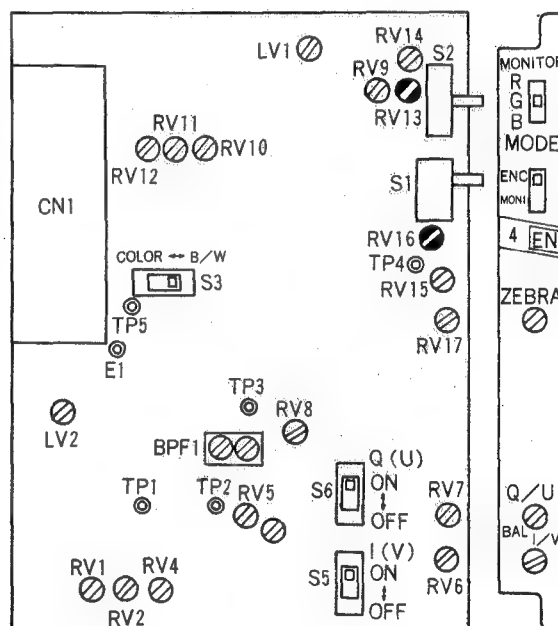 RV14
LV1
S2
RV9
MONITOR
R
G
B
RV13
RV11
RV10
MODE
RV12
S1
ENC
MONI
CN1
RV16
4 EN
COLOR ↔ B/W
TP4
S3
RV15
ZEBRA
TP5
RV17
E1
TP3
RV8
LV2
BPF1
Q (U)
ON
↕
OFF
S6
RV7
Q/U
TP1
TP2
RV5
BAL
I/V
I (V)
ON
↕
OFF
S5
RV6
RV1
RV4
RV2